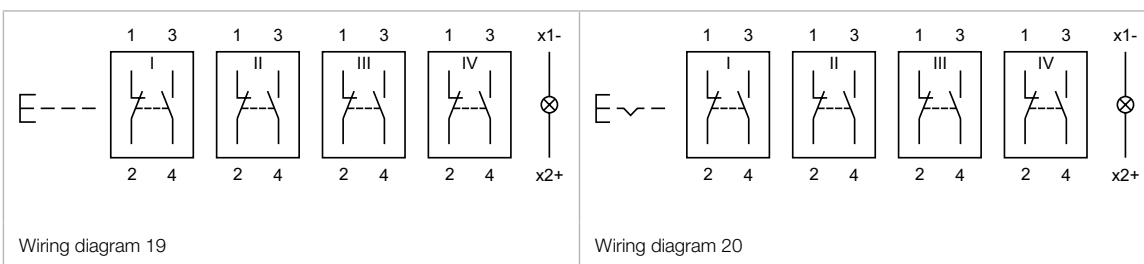 1 3 1 3 1 3 1 3 x1-
I II III IV
2 4 2 4 2 4 2 4 x2+
Wiring diagram 19
1 3 1 3 1 3 1 3 x1-
I II III IV
2 4 2 4 2 4 2 4 x2+
Wiring diagram 20